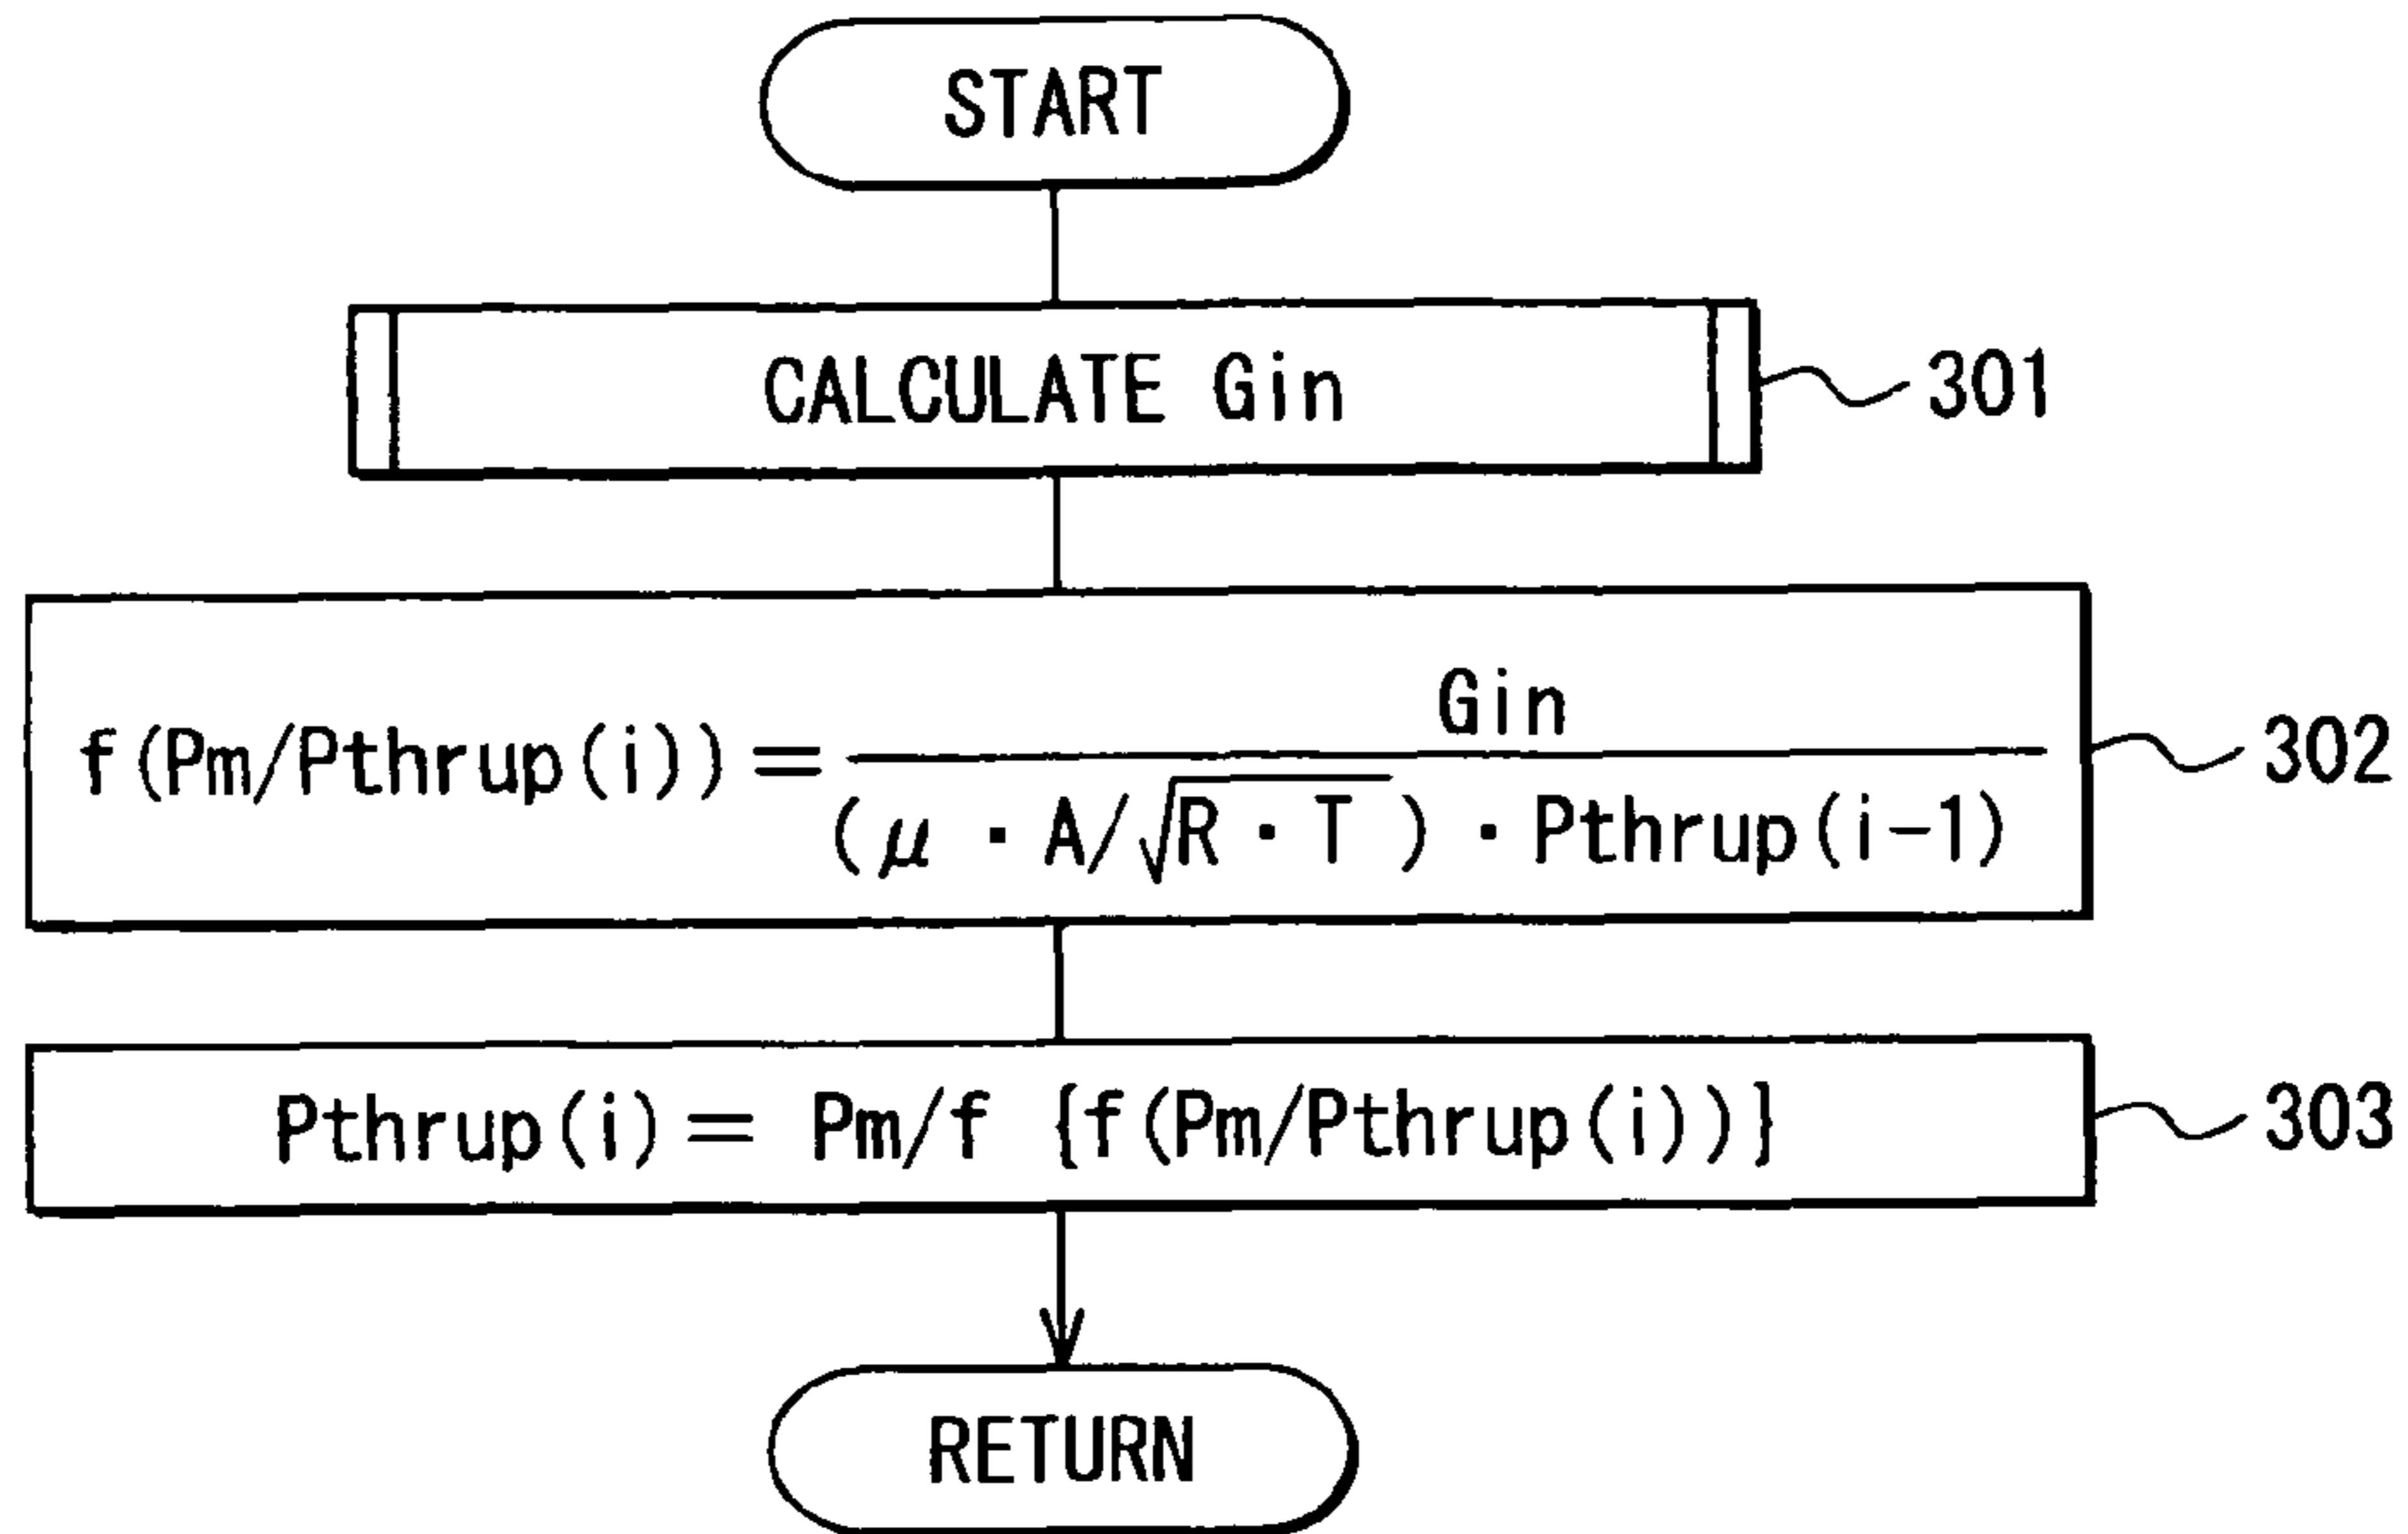 START
CALCULATE Gin
301
f(Pm/Pthrup(i))= Gin
(μ · A/√R · T ) · Pthrup(i-1)
302
Pthrup(i)= Pm/f {f(Pm/Pthrup(i))}
303
RETURN